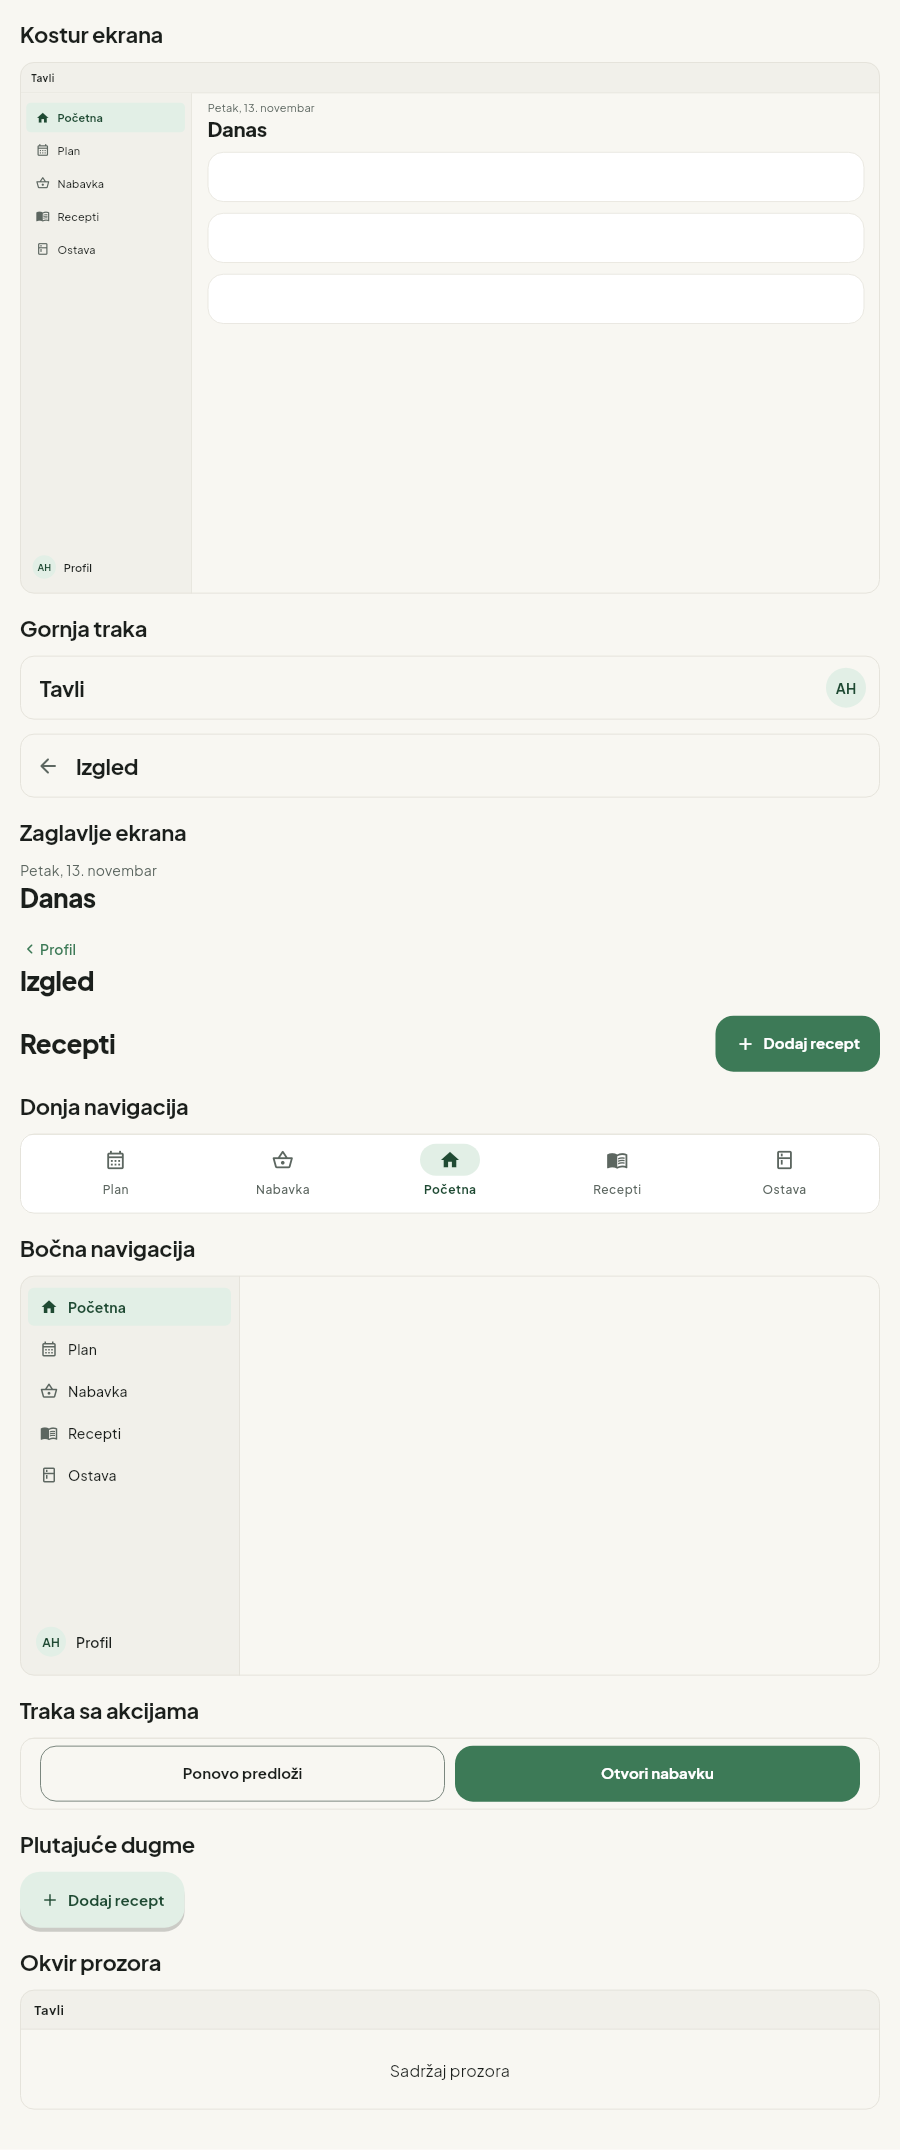 Kostur ekrana
Tavli
Početna
Plan
Nabavka
Recepti
Ostava
AH Profil
Petak, 13. novembar
Danas
Gornja traka
Tavli AH
Izgled
Zaglavlje ekrana
Petak, 13. novembar
Danas
Profil
Izgled
Recepti
Dodaj recept
Donja navigacija
Plan Nabavka Početna Recepti Ostava
Bočna navigacija
Početna
Plan
Nabavka
Recepti
Ostava
AH Profil
Traka sa akcijama
Ponovo predloži
Otvori nabavku
Plutajuće dugme
Dodaj recept
Okvir prozora
Tavli
Sadržaj prozora